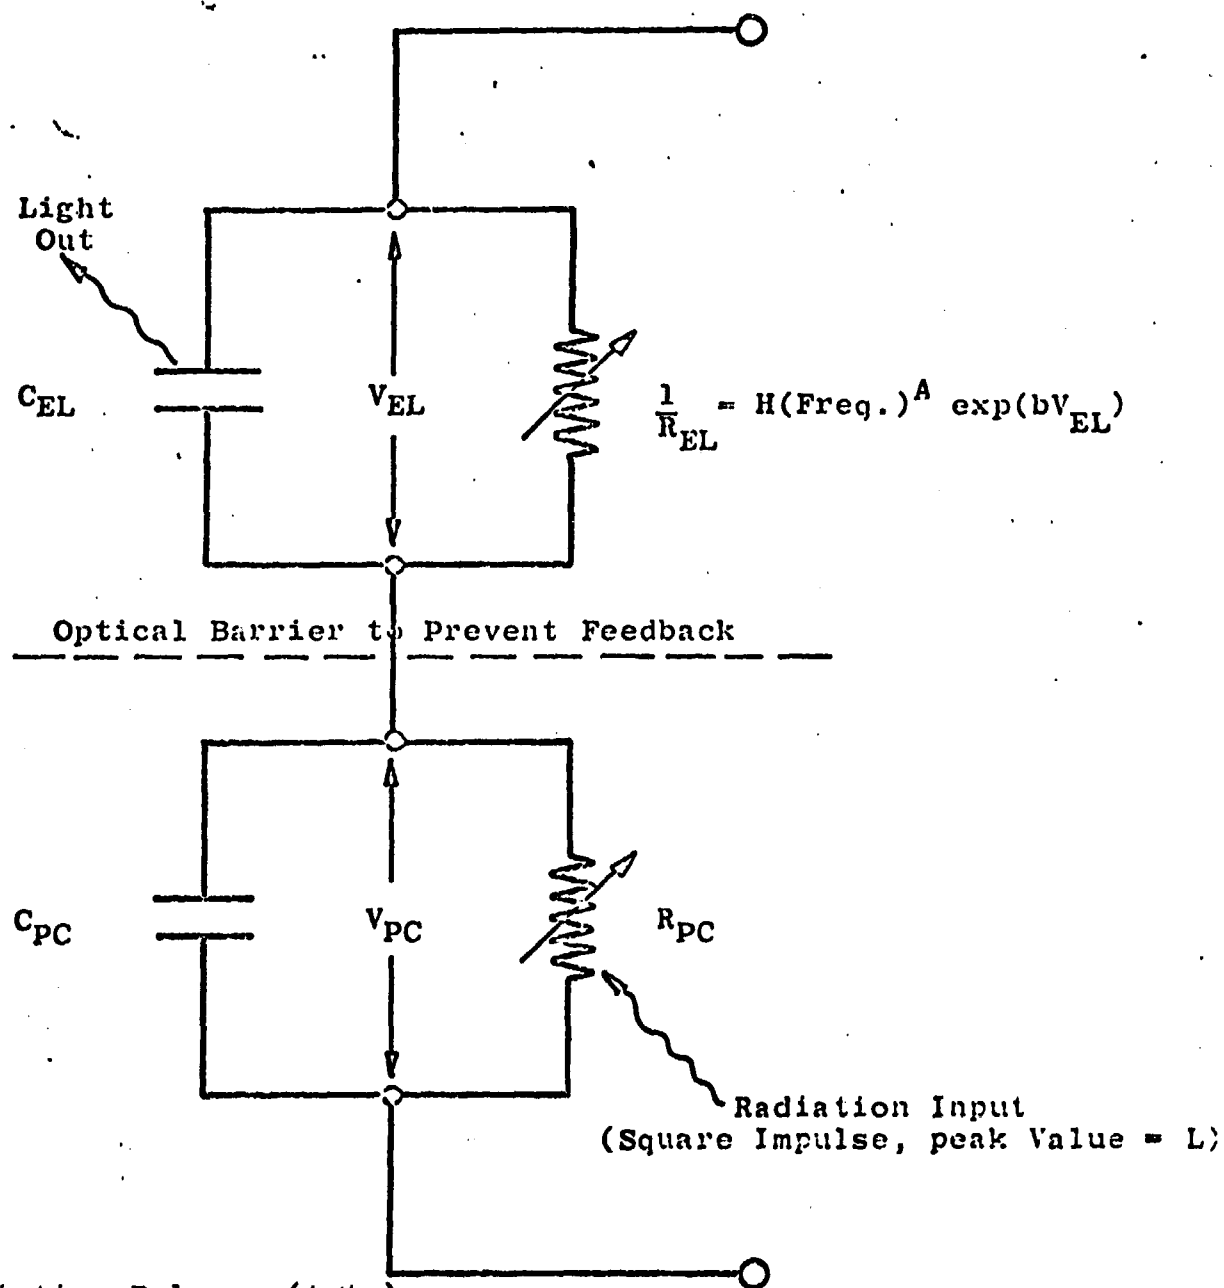 Light
Out
C_EL
V_EL
1/R_EL = H(Freq.)^A exp(bV_EL)
Optical Barrier to Prevent Feedback
C_PC
V_PC
R_PC
Radiation Input
(Square Impulse, peak Value = L)